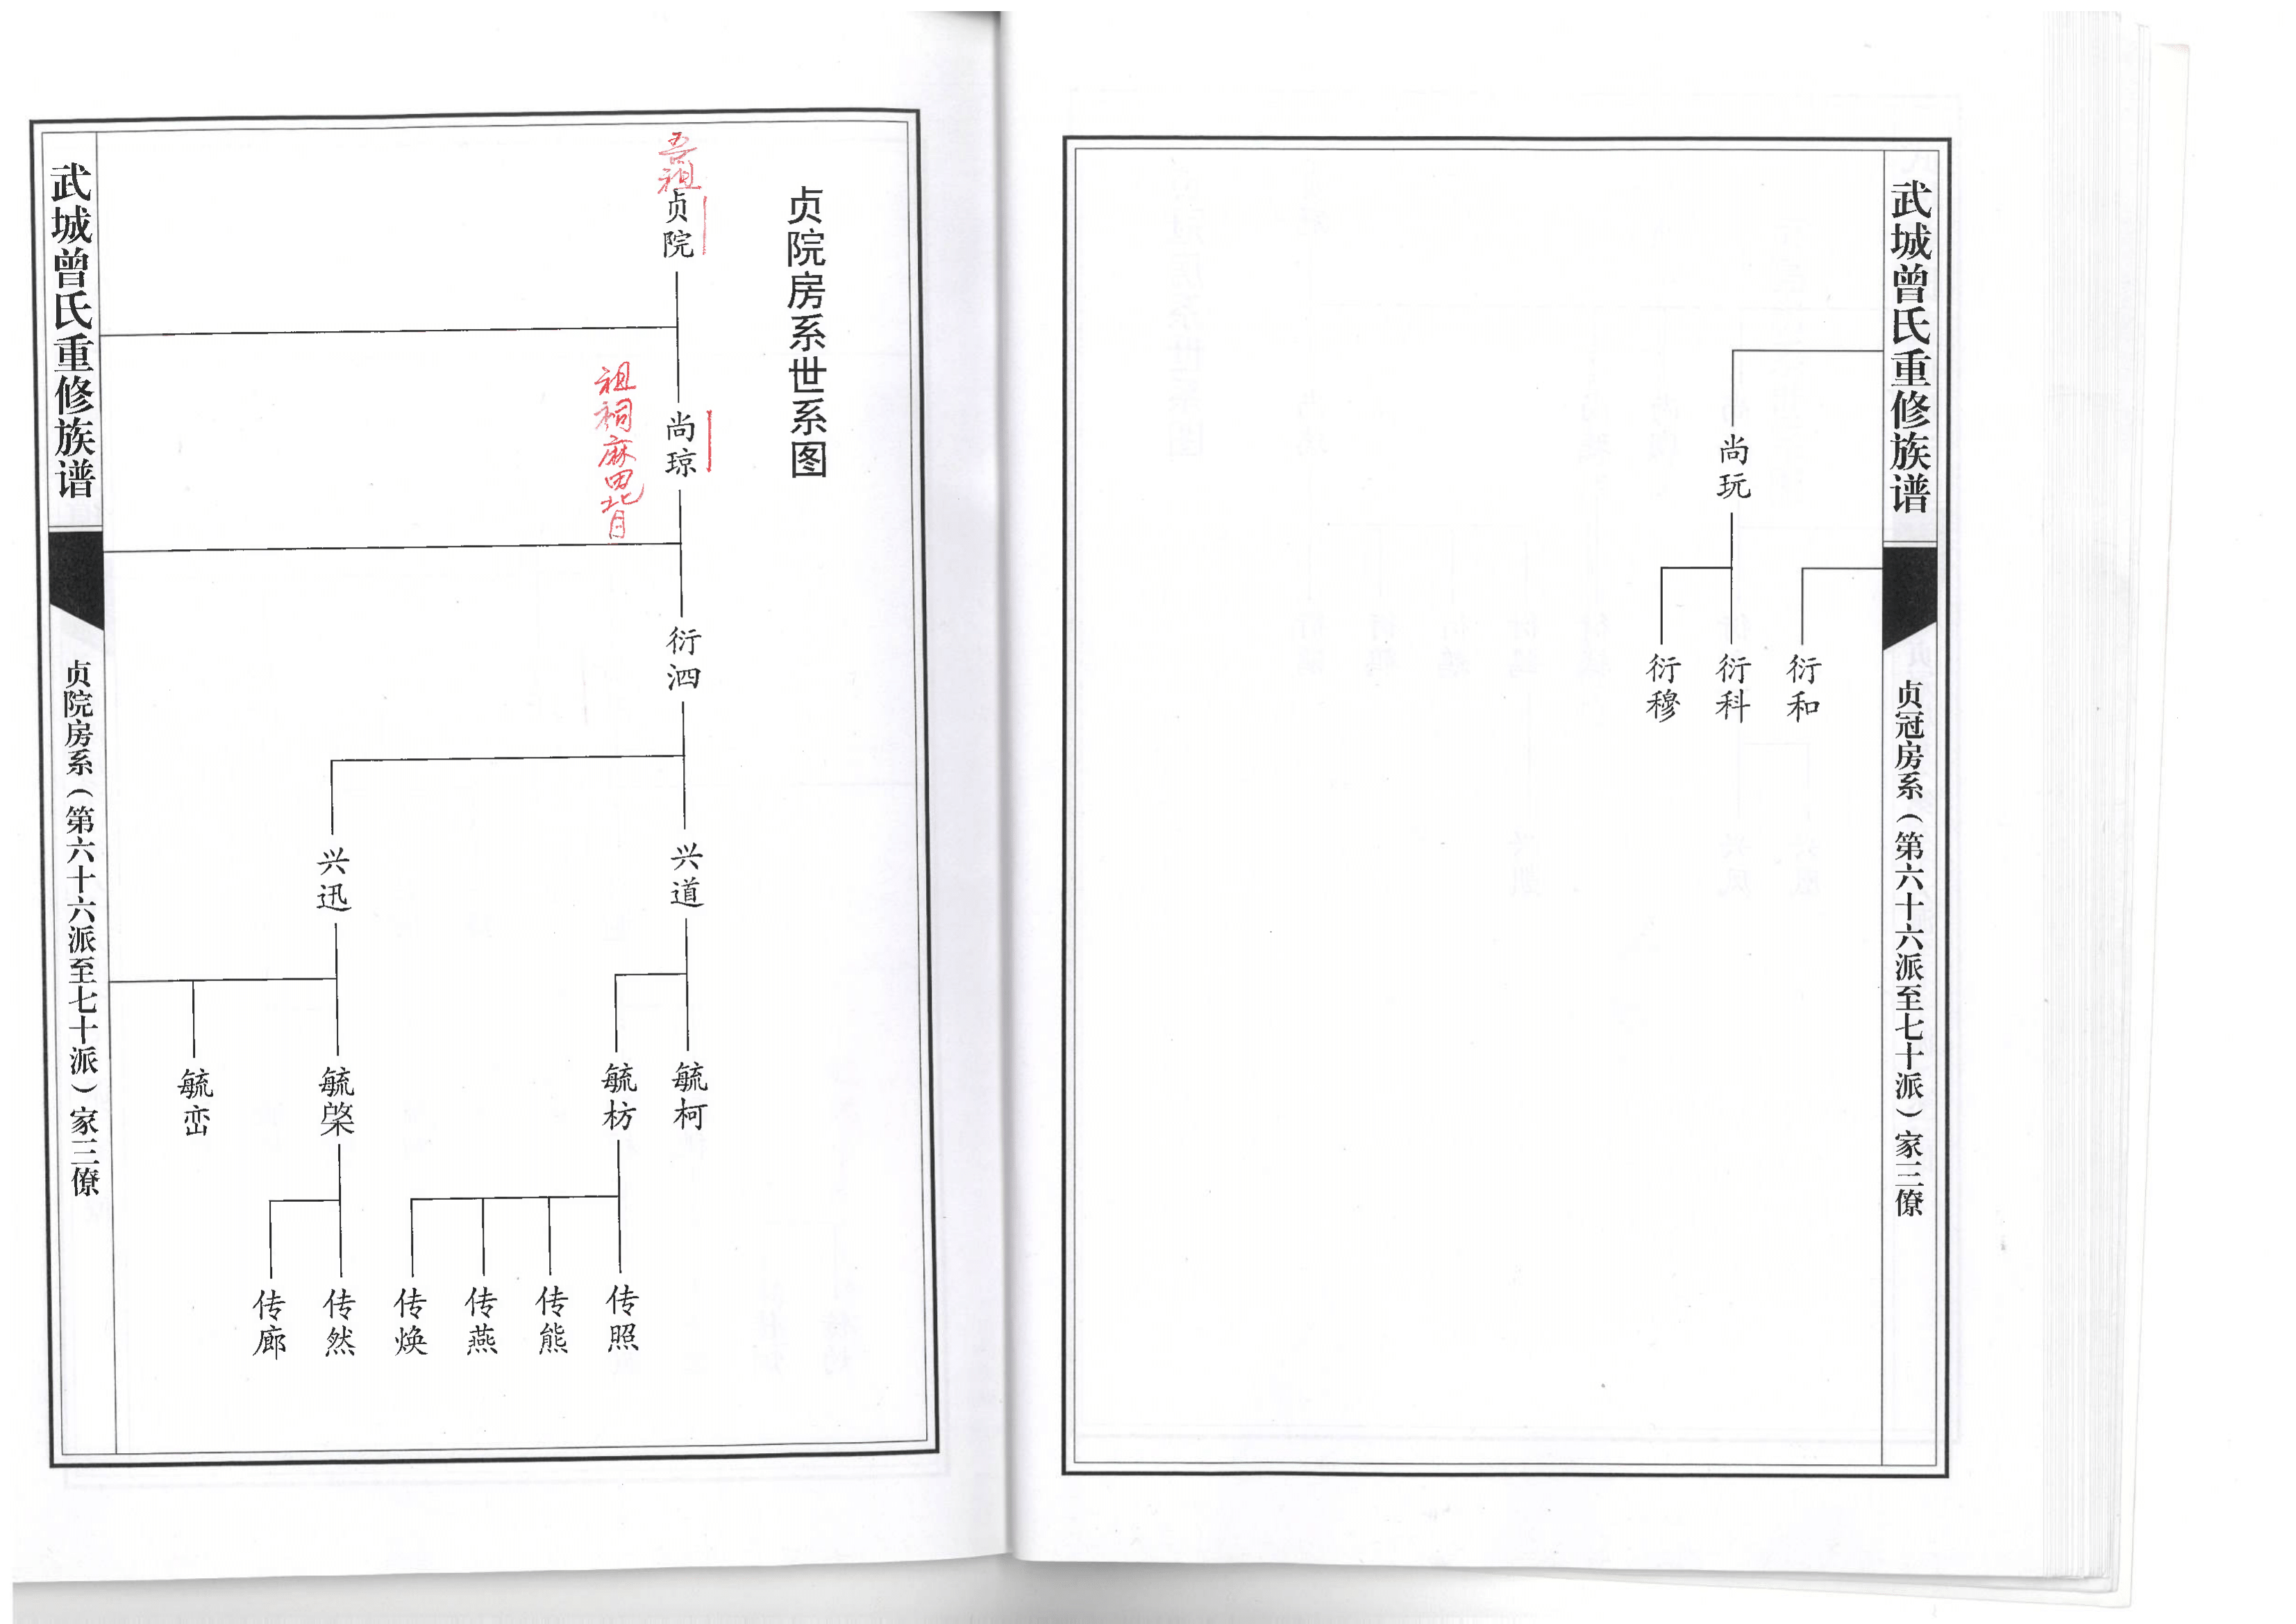 武城曾氏重修族谱
贞冠房系（第六十六派至七十派）家三僚
尚玩
衍和
衍科
衍穆
贞院房系世系图
吾祖
贞院
尚琼
祖祠麻田北月
衍泗
兴道
兴迅
毓柯
毓枋
毓棨
毓峦
传照
传熊
传燕
传焕
传然
传廊
武城曾氏重修族谱
贞院房系（第六十六派至七十派）家三僚